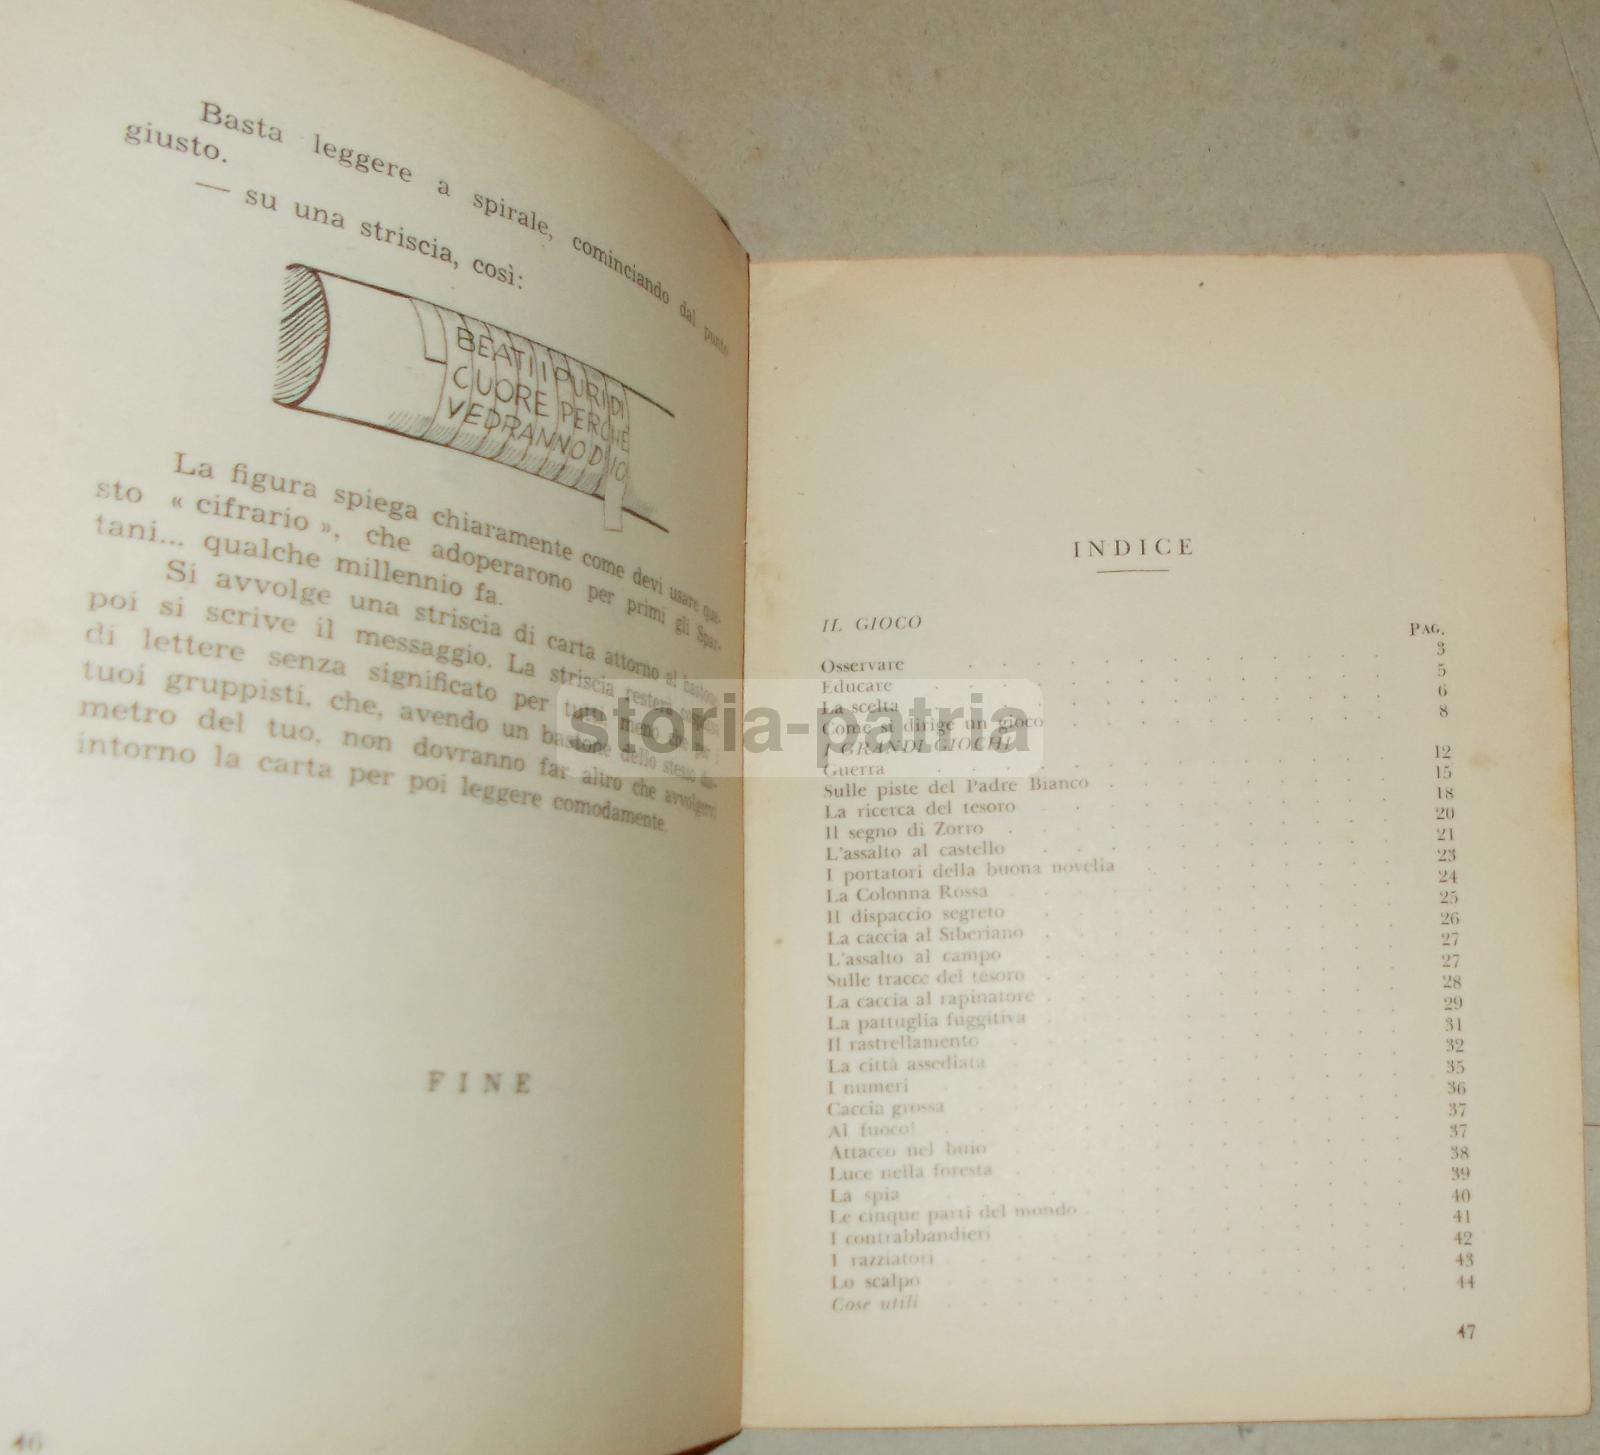 Basta leggere a spirale, cominciando dal punto
giusto.
— su una striscia, così:
BEATI I PURI DI
CUORE PERCHÈ
VEDRANNO DIO
La figura spiega chiaramente come devi usare que-
sto « cifrario », che adoperarono per primi gli Spar-
tani... qualche millennio fa.
Si avvolge una striscia di carta attorno al bastone
poi si scrive il messaggio. La striscia resterà
di lettere senza significato per tutti meno che per i
tuoi gruppisti, che, avendo un bastone dello stesso dia-
metro del tuo, non dovranno far altro che avvolgervi
intorno la carta per poi leggere comodamente.
FINE
46
INDICE
IL GIOCO
PAG.
Osservare 3
Educare 5
La scelta 6
Come si dirige un gioco 8
I GRANDI GIOCHI
Guerra 12
Sulle piste del Padre Bianco 15
La ricerca del tesoro 18
Il segno di Zorro 20
L'assalto al castello 21
I portatori della buona novella 23
La Colonna Rossa 24
Il dispaccio segreto 25
La caccia al Siberiano 26
L'assalto al campo 27
Sulle tracce del tesoro 27
La caccia al rapinatore 28
La pattuglia fuggitiva 29
Il rastrellamento 31
La città assediata 32
I numeri 35
Caccia grossa 36
Al fuoco! 37
Attacco nel buio 37
Luce nella foresta 38
La spia 39
Le cinque parti del mondo 40
I contrabbandieri 41
I razziatori 42
Lo scalpo 43
Cose utili 44
47
storia-patria